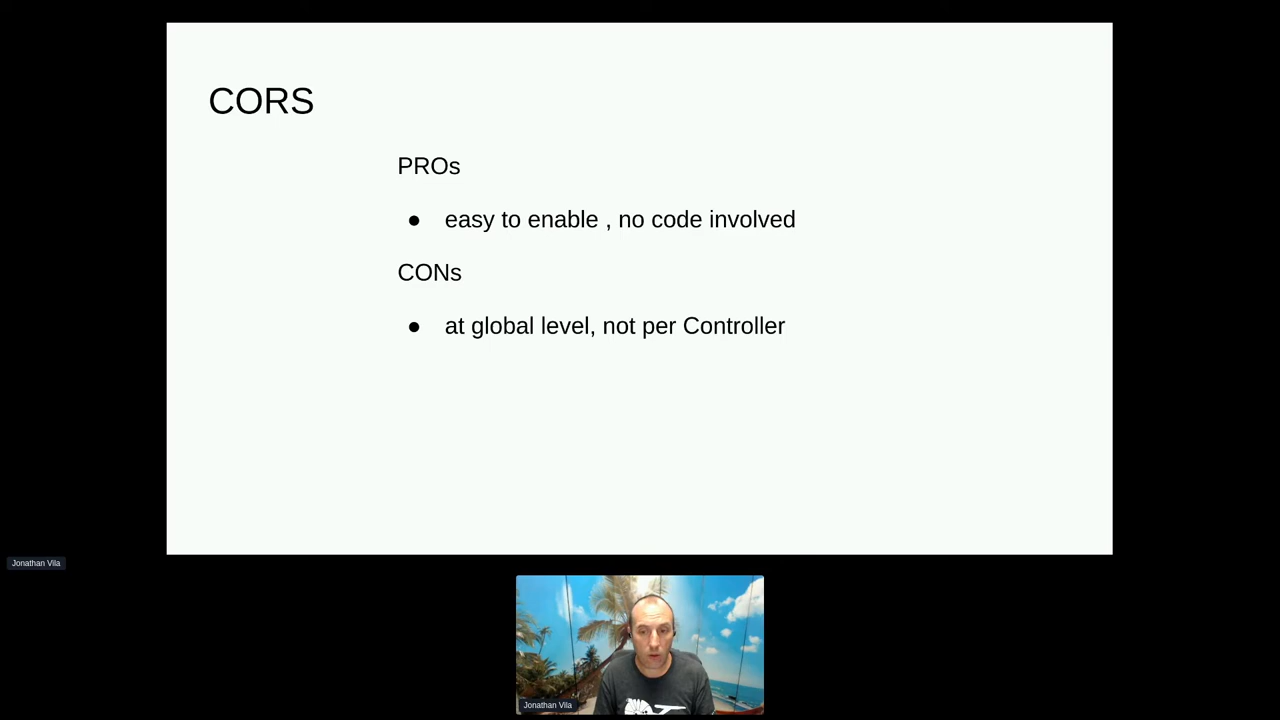 CORS
PROs
● easy to enable , no code involved
CONs
● at global level, not per Controller
Jonathan Vila
Jonathan Vila